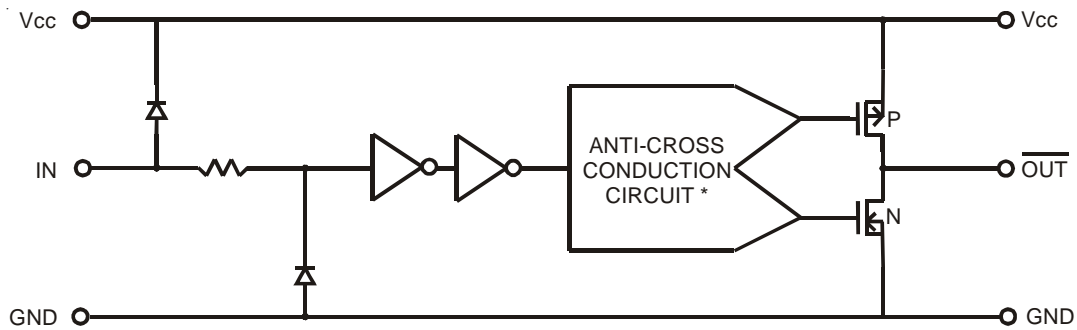 Vcc
Vcc
P
IN
ANTI-CROSS
CONDUCTION
CIRCUIT *
OUT
N
GND
GND